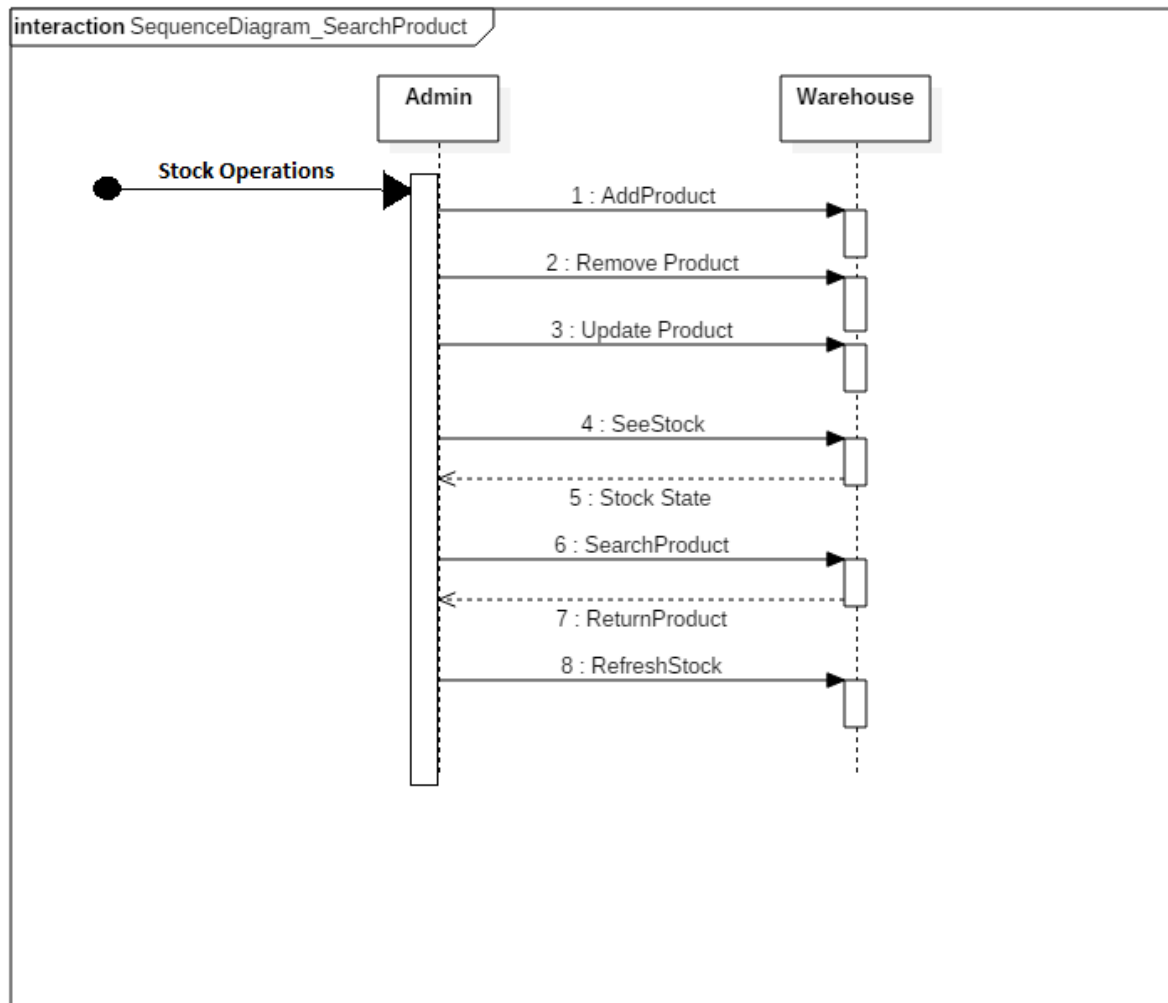 interaction SequenceDiagram_SearchProduct
Admin
Warehouse
Stock Operations
1 : AddProduct
2 : Remove Product
3 : Update Product
4 : SeeStock
5 : Stock State
6 : SearchProduct
7 : ReturnProduct
8 : RefreshStock